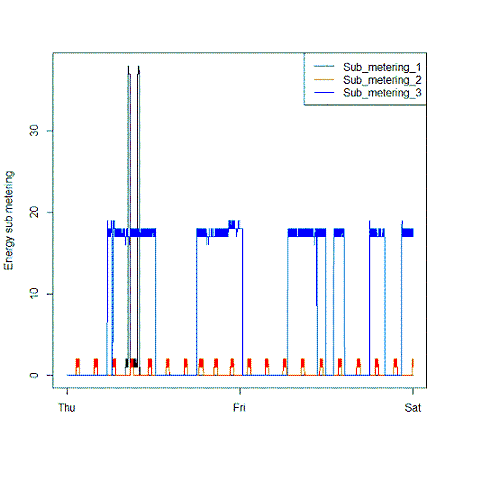 Sub_metering_1
Sub_metering_2
Sub_metering_3
Energy sub metering
30
20
10
0
Thu Fri Sat